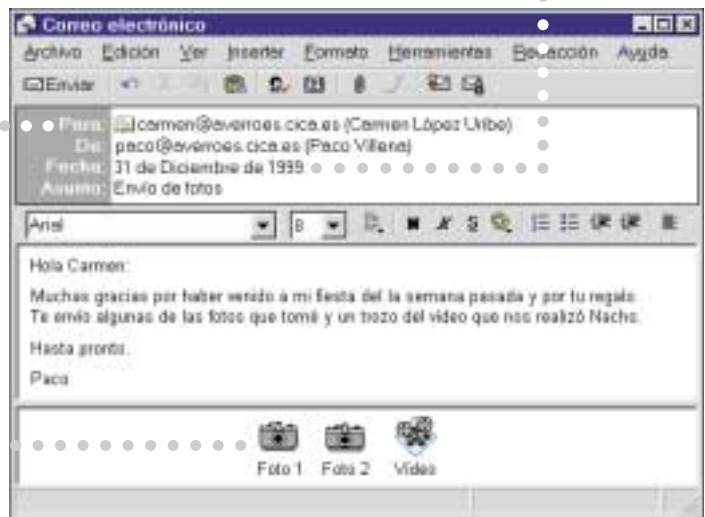 Correo electrónico
Archivo Edición Ver Insertar Formato Herramientas Redacción Ayuda
Enviar
Para: carmen@averroes.cica.es (Carmen López Uribe)
De: paco@averroes.cica.es (Paco Villena)
Fecha: 31 de Diciembre de 1999
Asunto: Envío de fotos
Arial 8 N K S
Hola Carmen:
Muchas gracias por haber venido a mi fiesta del la semana pasada y por tu regalo.
Te envío algunas de las fotos que tomé y un trozo del vídeo que nos realizó Nacho.
Hasta pronto.
Paco
Foto 1 Foto 2 Vídeo